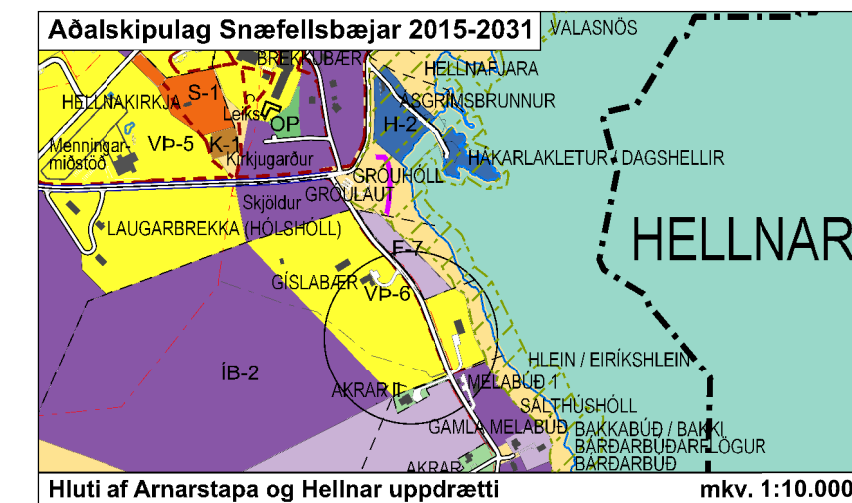 Aðalskipulag Snæfellsbæjar 2015-2031
VALASNÖS
BREKKUBÆR
HELLNAFJARA
S-1
HELLNAKIRKJA
ÁSGRÍMSBRUNNUR
Leiks
OP
H-2
VÞ-5
K-1
Menningar-
miðstöð
Kirkjugarður
HÁKARLAKLETUR / DAGSHELLIR
GRÓUHÓLL
Skjöldur
GRÓULAUT
LAUGARBREKKA (HÓLSHÓLL)
HELLNAR
F-7
GÍSLABÆR
VÞ-6
HLEIN / EIRÍKSHLEIN
ÍB-2
AKRAR II
MELABÚÐ 1
SALTHÚSHÓLL
GAMLA MELABÚÐ
BAKKABÚÐ / BAKKI
BÁRÐARBÚÐARFLÖGUR
AKRAR
BÁRÐARBÚÐ
Hluti af Arnarstapa og Hellnar uppdrætti
mkv. 1:10.000